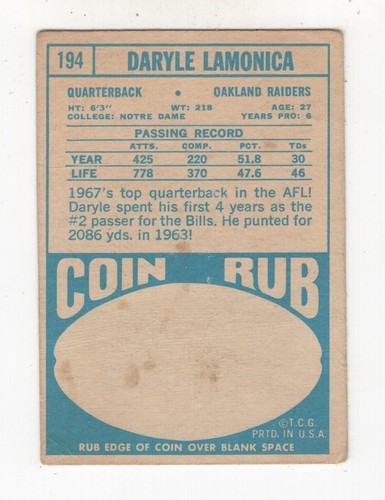 194 DARYLE LAMONICA
QUARTERBACK • OAKLAND RAIDERS
HT: 6'3" WT: 218 AGE: 27
COLLEGE: NOTRE DAME YEARS PRO: 6
PASSING RECORD
ATTS. COMP. PCT. TDs
YEAR 425 220 51.8 30
LIFE 778 370 47.6 46
1967's top quarterback in the AFL!
Daryle spent his first 4 years as the
#2 passer for the Bills. He punted for
2086 yds. in 1963!
COIN RUB
©T.C.G.
PRTD. IN U.S.A.
RUB EDGE OF COIN OVER BLANK SPACE